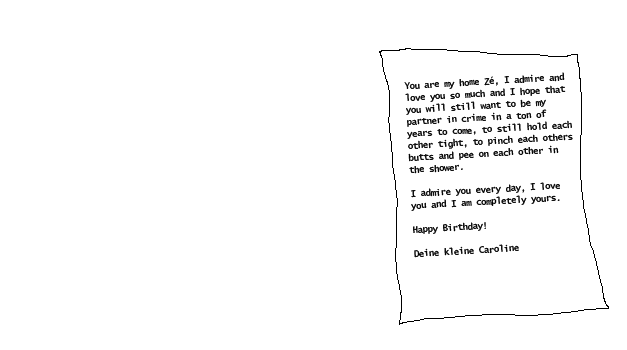 You are my home Zé, I admire and
love you so much and I hope that
you will still want to be my
partner in crime in a ton of
years to come, to still hold each
other tight, to pinch each others
butts and pee on each other in
the shower.
I admire you every day, I love
you and I am completely yours.
Happy Birthday!
Deine kleine Caroline